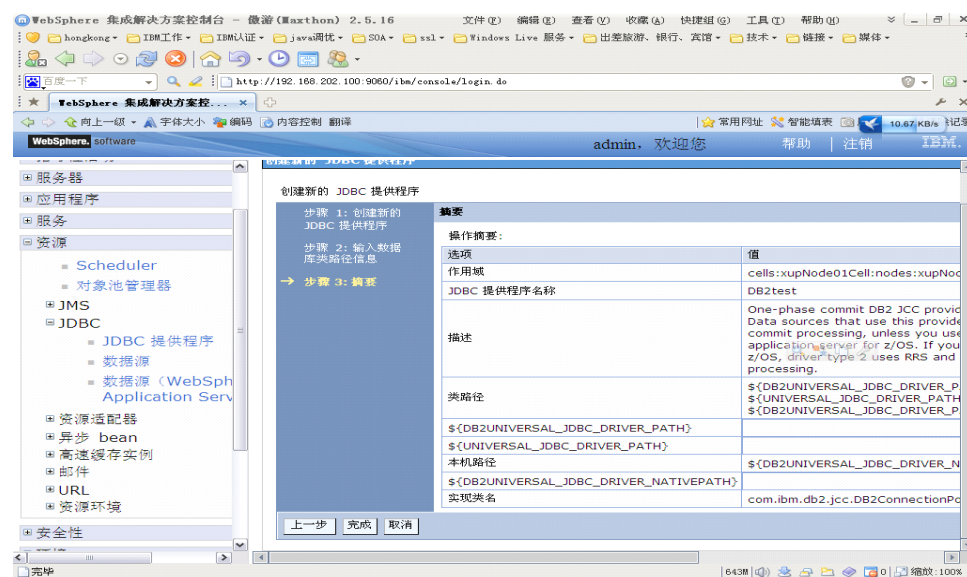 WebSphere 集成解决方案控制台 - 傲游(Maxthon) 2.5.16 文件(F) 编辑(E) 查看(V) 收藏(A) 快捷组(G) 工具(T) 帮助(H)
hongkong IBM工作 IBM认证 java调优 SOA ssl Windows Live 服务 出差旅游、银行、宾馆 技术 链接 媒体
百度一下 http://192.168.202.100:9060/ibm/console/login.do
WebSphere 集成解决方案控... ×
向上一级 字体大小 编码 内容控制 翻译 常用网址 智能填表 10.67 KB/s
WebSphere. software admin，欢迎您 帮助 | 注销 IBM.
创建新的 JDBC 提供程序
服务器
应用程序
服务
资源
Scheduler
对象池管理器
JMS
JDBC
JDBC 提供程序
数据源
数据源（WebSph
Application Serv
资源适配器
异步 bean
高速缓存实例
邮件
URL
资源环境
安全性
创建新的 JDBC 提供程序
步骤 1: 创建新的
JDBC 提供程序
步骤 2: 输入数据
库类路径信息
步骤 3: 摘要
摘要
操作摘要:
选项 值
作用域 cells:xupNode01Cell:nodes:xupNoc
JDBC 提供程序名称 DB2test
描述
One-phase commit DB2 JCC provic
Data sources that use this provide
commit processing, unless you use
application server for z/OS. If you
z/OS, driver type 2 uses RRS and
processing.
类路径
${DB2UNIVERSAL_JDBC_DRIVER_P
${UNIVERSAL_JDBC_DRIVER_PATH
${DB2UNIVERSAL_JDBC_DRIVER_P
${DB2UNIVERSAL_JDBC_DRIVER_PATH}
${UNIVERSAL_JDBC_DRIVER_PATH}
本机路径 ${DB2UNIVERSAL_JDBC_DRIVER_N
${DB2UNIVERSAL_JDBC_DRIVER_NATIVEPATH}
实现类名 com.ibm.db2.jcc.DB2ConnectionPo
上一步 完成 取消
完毕 643M 0 缩放:100%